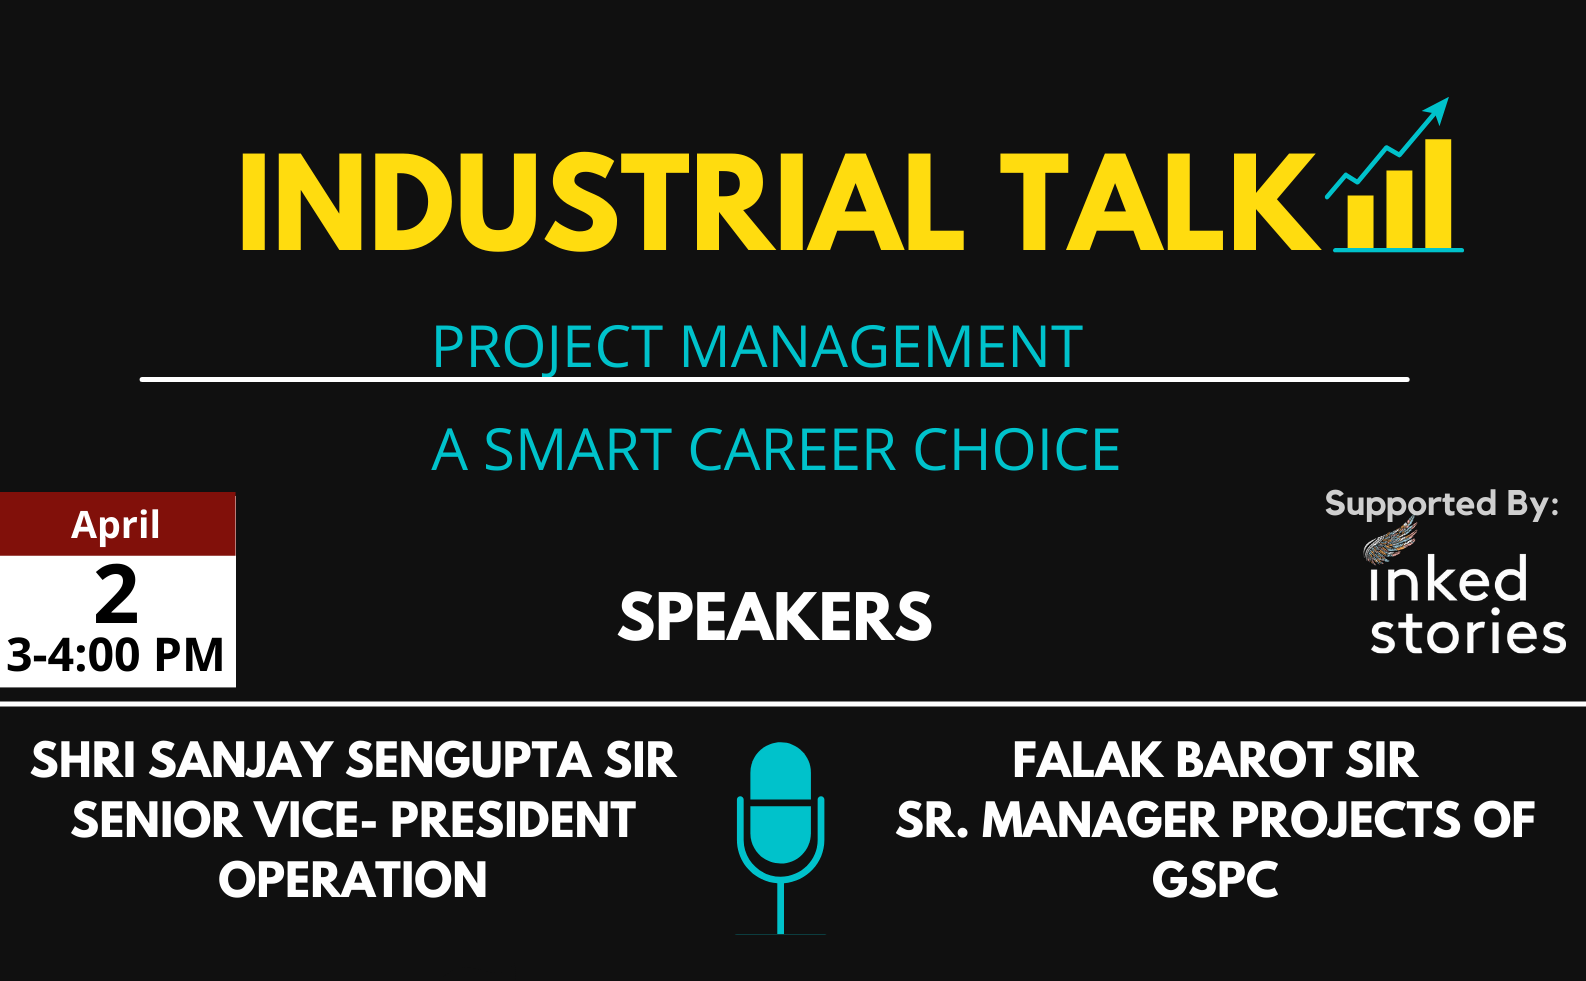 INDUSTRIAL TALK
PROJECT MANAGEMENT
A SMART CAREER CHOICE
April
2
3-4:00 PM
SPEAKERS
Supported By:
inked
stories
SHRI SANJAY SENGUPTA SIR
SENIOR VICE- PRESIDENT
OPERATION
FALAK BAROT SIR
SR. MANAGER PROJECTS OF
GSPC